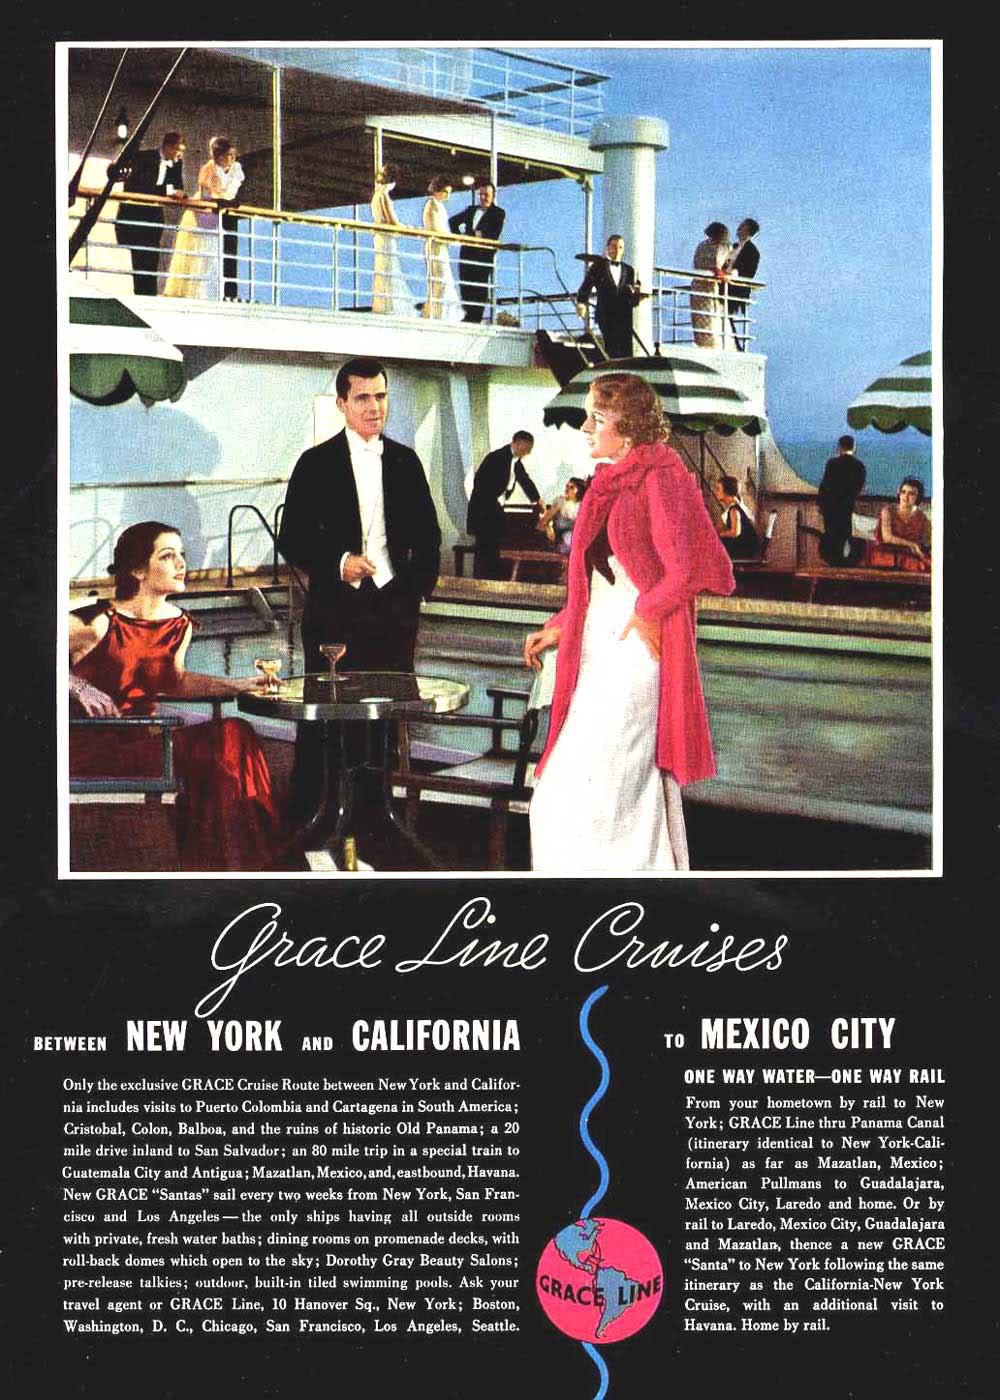 Grace Line Cruises
BETWEEN NEW YORK AND CALIFORNIA
Only the exclusive GRACE Cruise Route between New York and Califor-
nia includes visits to Puerto Colombia and Cartagena in South America;
Cristobal, Colon, Balboa, and the ruins of historic Old Panama; a 20
mile drive inland to San Salvador; an 80 mile trip in a special train to
Guatemala City and Antigua; Mazatlan, Mexico, and, eastbound, Havana.
New GRACE “Santas” sail every two weeks from New York, San Fran-
cisco and Los Angeles—the only ships having all outside rooms
with private, fresh water baths; dining rooms on promenade decks, with
roll-back domes which open to the sky; Dorothy Gray Beauty Salons;
pre-release talkies; outdoor, built-in tiled swimming pools. Ask your
travel agent or GRACE Line, 10 Hanover Sq., New York; Boston,
Washington, D. C., Chicago, San Francisco, Los Angeles, Seattle.
GRACE LINE
TO MEXICO CITY
ONE WAY WATER—ONE WAY RAIL
From your hometown by rail to New
York; GRACE Line thru Panama Canal
(itinerary identical to New York-Cali-
fornia) as far as Mazatlan, Mexico;
American Pullmans to Guadalajara,
Mexico City, Laredo and home. Or by
rail to Laredo, Mexico City, Guadalajara
and Mazatlan, thence a new GRACE
“Santa” to New York following the same
itinerary as the California-New York
Cruise, with an additional visit to
Havana. Home by rail.